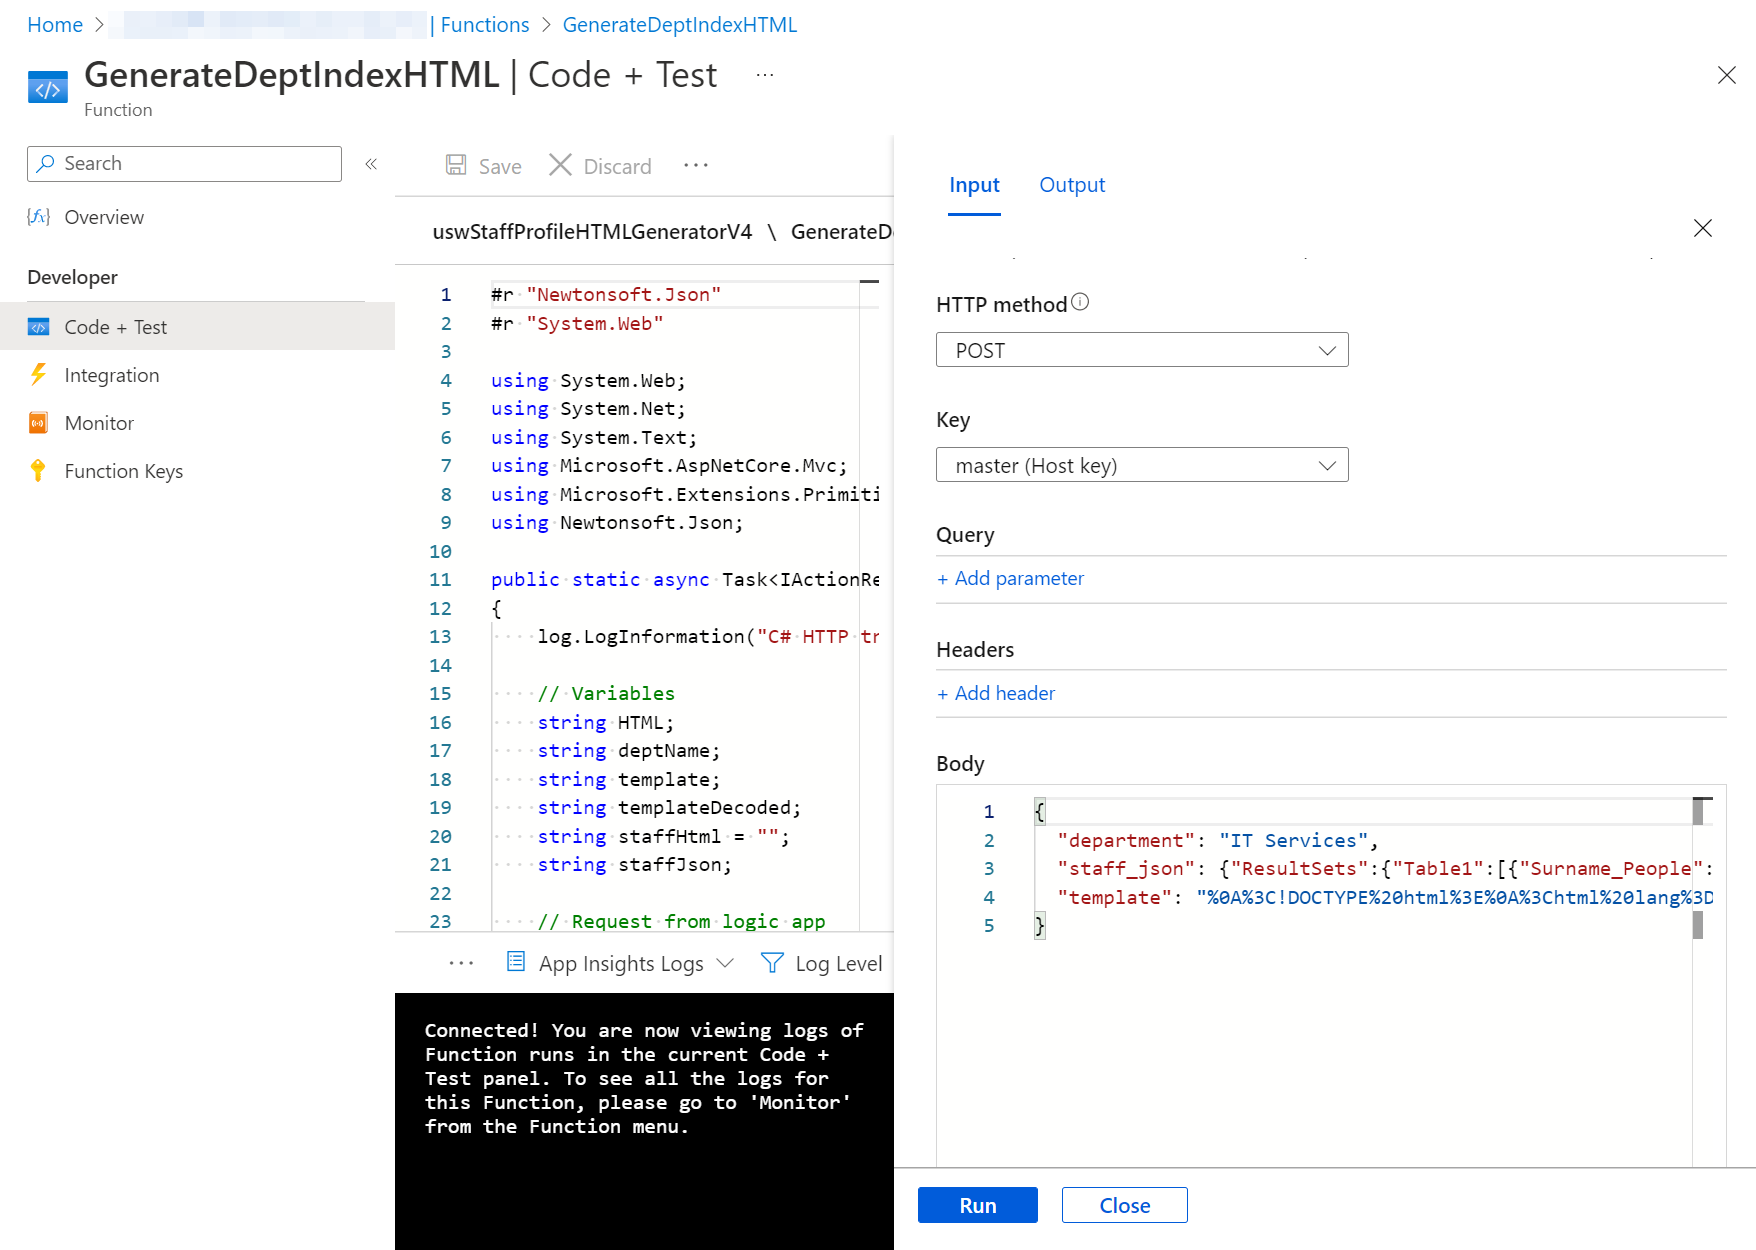 Home > | Functions > GenerateDeptIndexHTML
GenerateDeptIndexHTML | Code + Test ...
Function
Search «
Overview
Developer
Code + Test
Integration
Monitor
Function Keys
Save Discard ...
uswStaffProfileHTMLGeneratorV4 \ GenerateD
1 #r "Newtonsoft.Json"
2 #r "System.Web"
3
4 using System.Web;
5 using System.Net;
6 using System.Text;
7 using Microsoft.AspNetCore.Mvc;
8 using Microsoft.Extensions.Primiti
9 using Newtonsoft.Json;
10
11 public static async Task<IActionRe
12 {
13 log.LogInformation("C# HTTP tr
14
15 // Variables
16 string HTML;
17 string deptName;
18 string template;
19 string templateDecoded;
20 string staffHtml = "";
21 string staffJson;
22
23 // Request from logic app
... App Insights Logs Log Level
Connected! You are now viewing logs of
Function runs in the current Code +
Test panel. To see all the logs for
this Function, please go to 'Monitor'
from the Function menu.
Input Output
HTTP method
POST
Key
master (Host key)
Query
+ Add parameter
Headers
+ Add header
Body
1 {
2 "department": "IT Services",
3 "staff_json": {"ResultSets":{"Table1":[{"Surname_People":
4 "template": "%0A%3C!DOCTYPE%20html%3E%0A%3Chtml%20lang%3D
5 }
Run Close